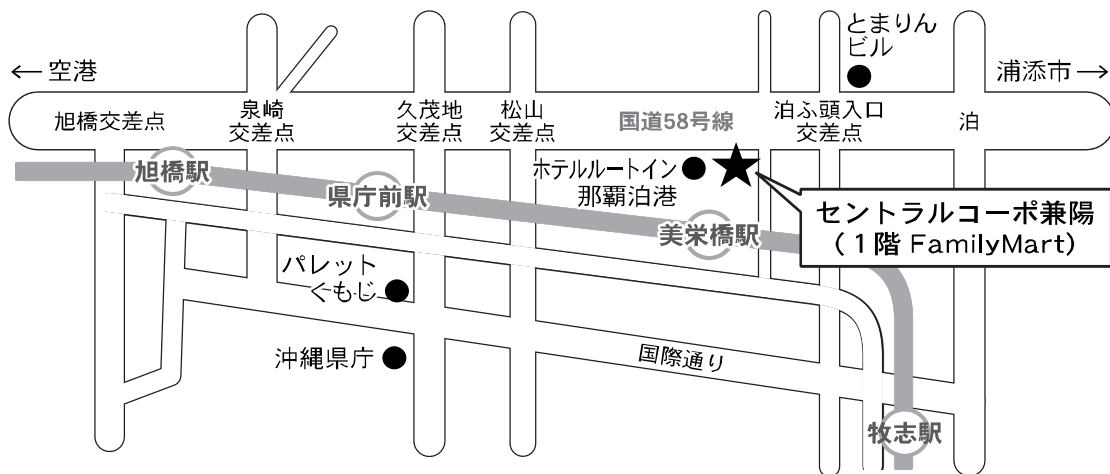 とまりん
ビル
← 空港
浦添市 →
旭橋交差点
泉崎
交差点
久茂地
交差点
松山
交差点
国道58号線
泊ふ頭入口
交差点
泊
旭橋駅
県庁前駅
ホテルルートイン
那覇泊港
美栄橋駅
セントラルコーポ兼陽
(1階 FamilyMart)
パレット
くもじ
沖縄県庁
国際通り
牧志駅